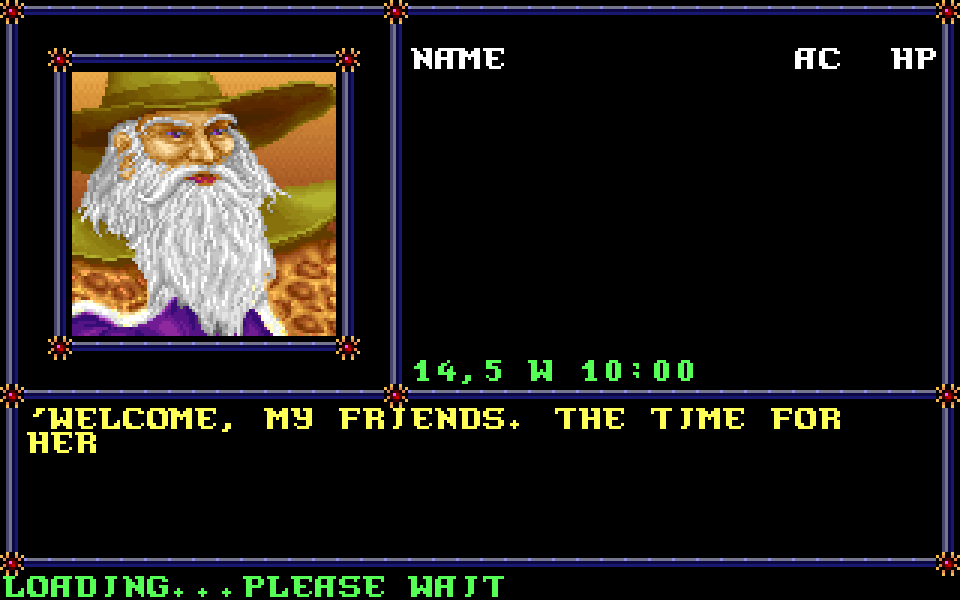 NAME AC HP
14,5 W 10:00
'WELCOME, MY FRIENDS. THE TIME FOR
HER
LOADING...PLEASE WAIT